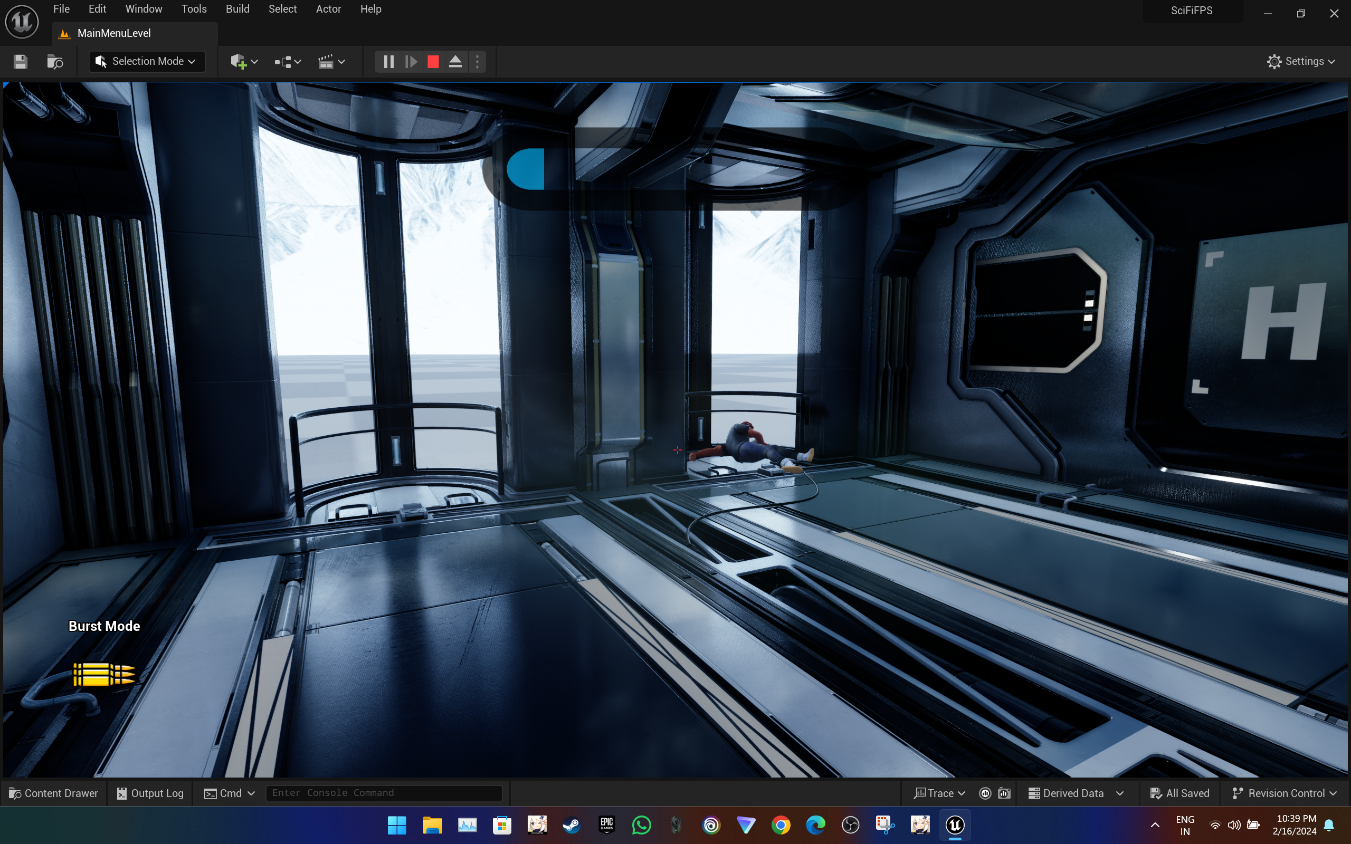 File Edit Window Tools Build Select Actor Help
SciFiFPS
MainMenuLevel
Selection Mode
Settings
H
Burst Mode
Content Drawer
Output Log
Cmd
Enter Console Command
Trace
Derived Data
All Saved
Revision Control
EPIC
GAMES
ENG
IN
10:39 PM
2/16/2024